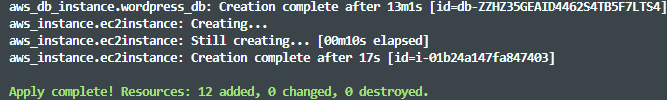 aws_db_instance.wordpress_db: Creation complete after 13m1s [id=db-ZZHZ35GEAID4462S4TB5F7LTS4]
aws_instance.ec2instance: Creating...
aws_instance.ec2instance: Still creating... [00m10s elapsed]
aws_instance.ec2instance: Creation complete after 17s [id=i-01b24a147fa847403]
Apply complete! Resources: 12 added, 0 changed, 0 destroyed.